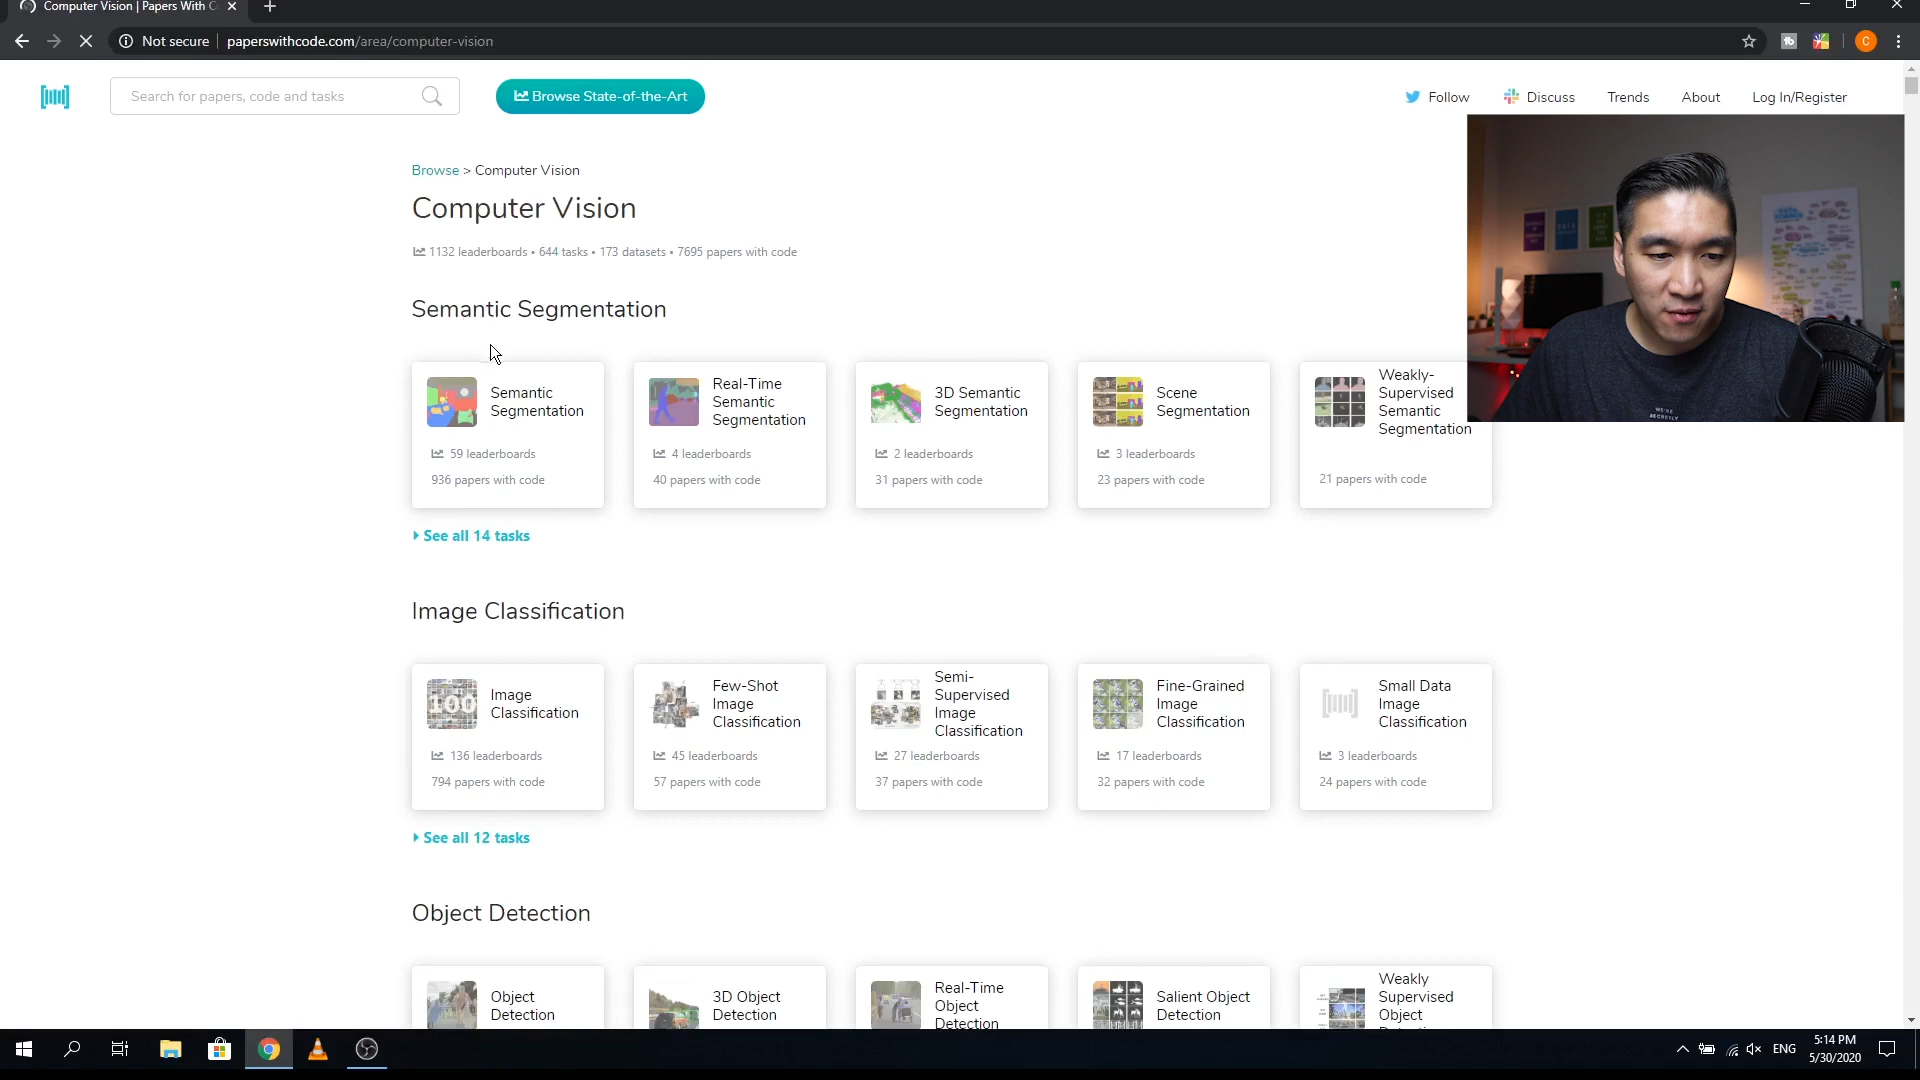 Computer Vision | Papers With C
Not secure
paperswithcode.com/area/computer-vision
Search for papers, code and tasks
Browse State-of-the-Art
Follow
Discuss
Trends
About
Log In/Register
Browse > Computer Vision
Computer Vision
1132 leaderboards • 644 tasks • 173 datasets • 7695 papers with code
Semantic Segmentation
Semantic
Segmentation
59 leaderboards
936 papers with code
Real-Time
Semantic
Segmentation
4 leaderboards
40 papers with code
3D Semantic
Segmentation
2 leaderboards
31 papers with code
Scene
Segmentation
3 leaderboards
23 papers with code
Weakly-
Supervised
Semantic
Segmentation
21 papers with code
See all 14 tasks
Image Classification
100
Image
Classification
136 leaderboards
794 papers with code
Few-Shot
Image
Classification
45 leaderboards
57 papers with code
Semi-
Supervised
Image
Classification
27 leaderboards
37 papers with code
Fine-Grained
Image
Classification
17 leaderboards
32 papers with code
Small Data
Image
Classification
3 leaderboards
24 papers with code
See all 12 tasks
Object Detection
Object
Detection
3D Object
Detection
Real-Time
Object
Detection
Salient Object
Detection
Weakly
Supervised
Object
DATA
SCIENCE
WE'RE
SECRETLY
ENG
5:14 PM
5/30/2020